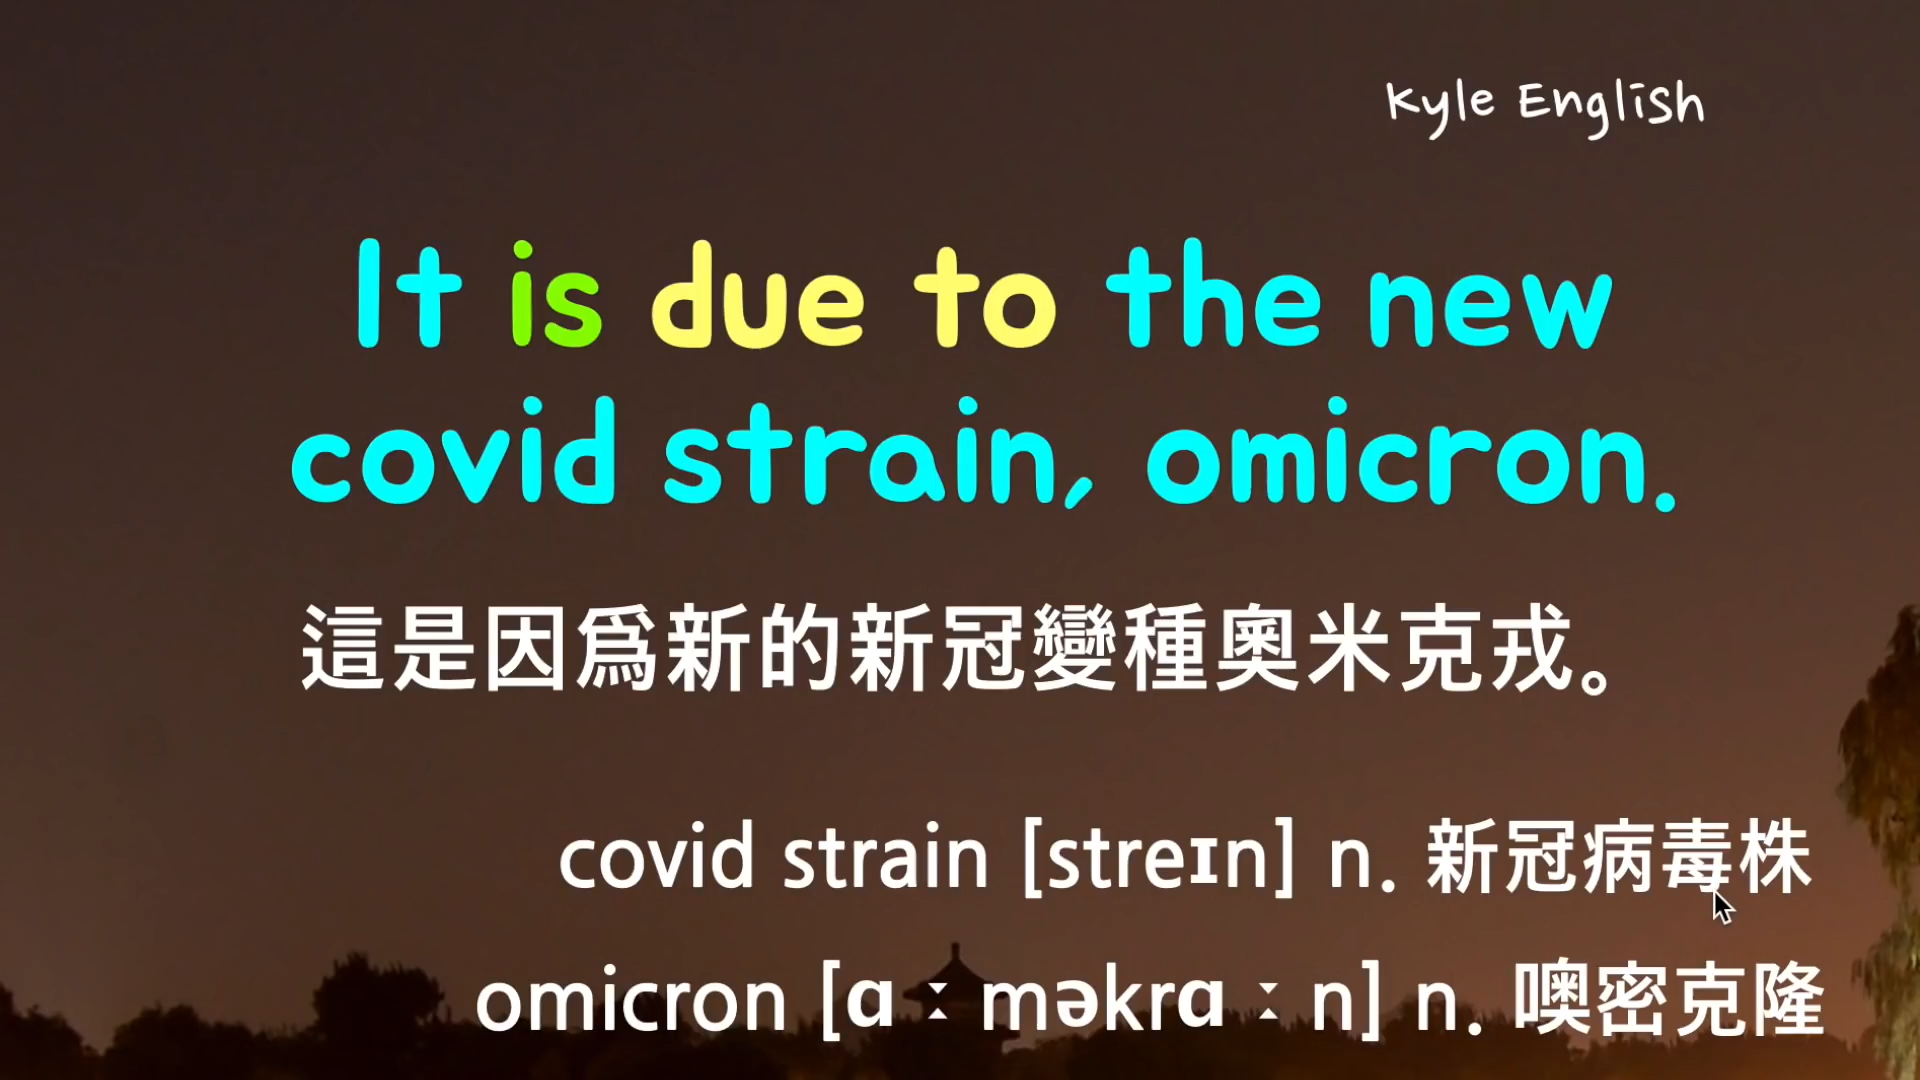 Kyle English
It is due to the new
covid strain, omicron.
這是因爲新的新冠變種奧米克戎。
covid strain [streɪn] n. 新冠病毒株
omicron [ɑːməkrɑːn] n. 噢密克隆